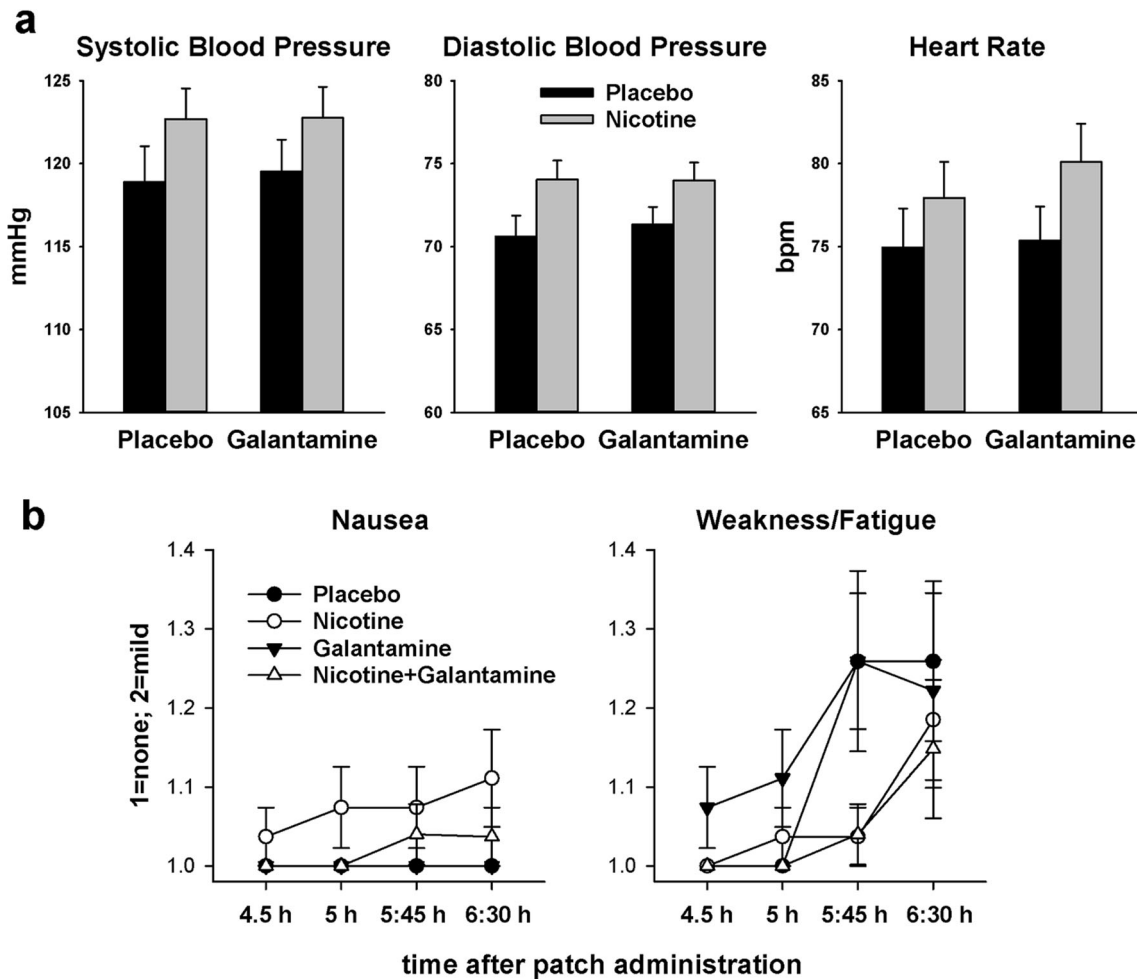 a
Systolic Blood Pressure
Diastolic Blood Pressure
Heart Rate
125
120
115
110
105
mmHg
Placebo
Galantamine
80
75
70
65
60
Placebo
Nicotine
Placebo
Galantamine
85
80
75
70
65
bpm
Placebo
Galantamine
b
Nausea
Weakness/Fatigue
1.4
1.3
1.2
1.1
1.0
1=none; 2=mild
Placebo
Nicotine
Galantamine
Nicotine+Galantamine
4.5 h 5 h 5:45 h 6:30 h
1.4
1.3
1.2
1.1
1.0
4.5 h 5 h 5:45 h 6:30 h
time after patch administration